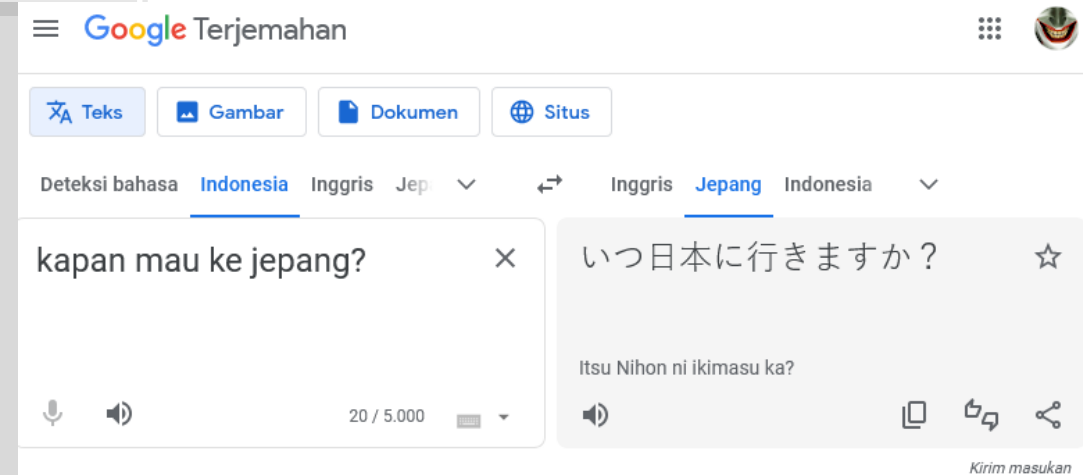 Google Terjemahan
Teks Gambar Dokumen Situs
Deteksi bahasa Indonesia Inggris Jep Inggris Jepang Indonesia
kapan mau ke jepang?
いつ日本に行きますか？
Itsu Nihon ni ikimasu ka?
20 / 5.000
Kirim masukan